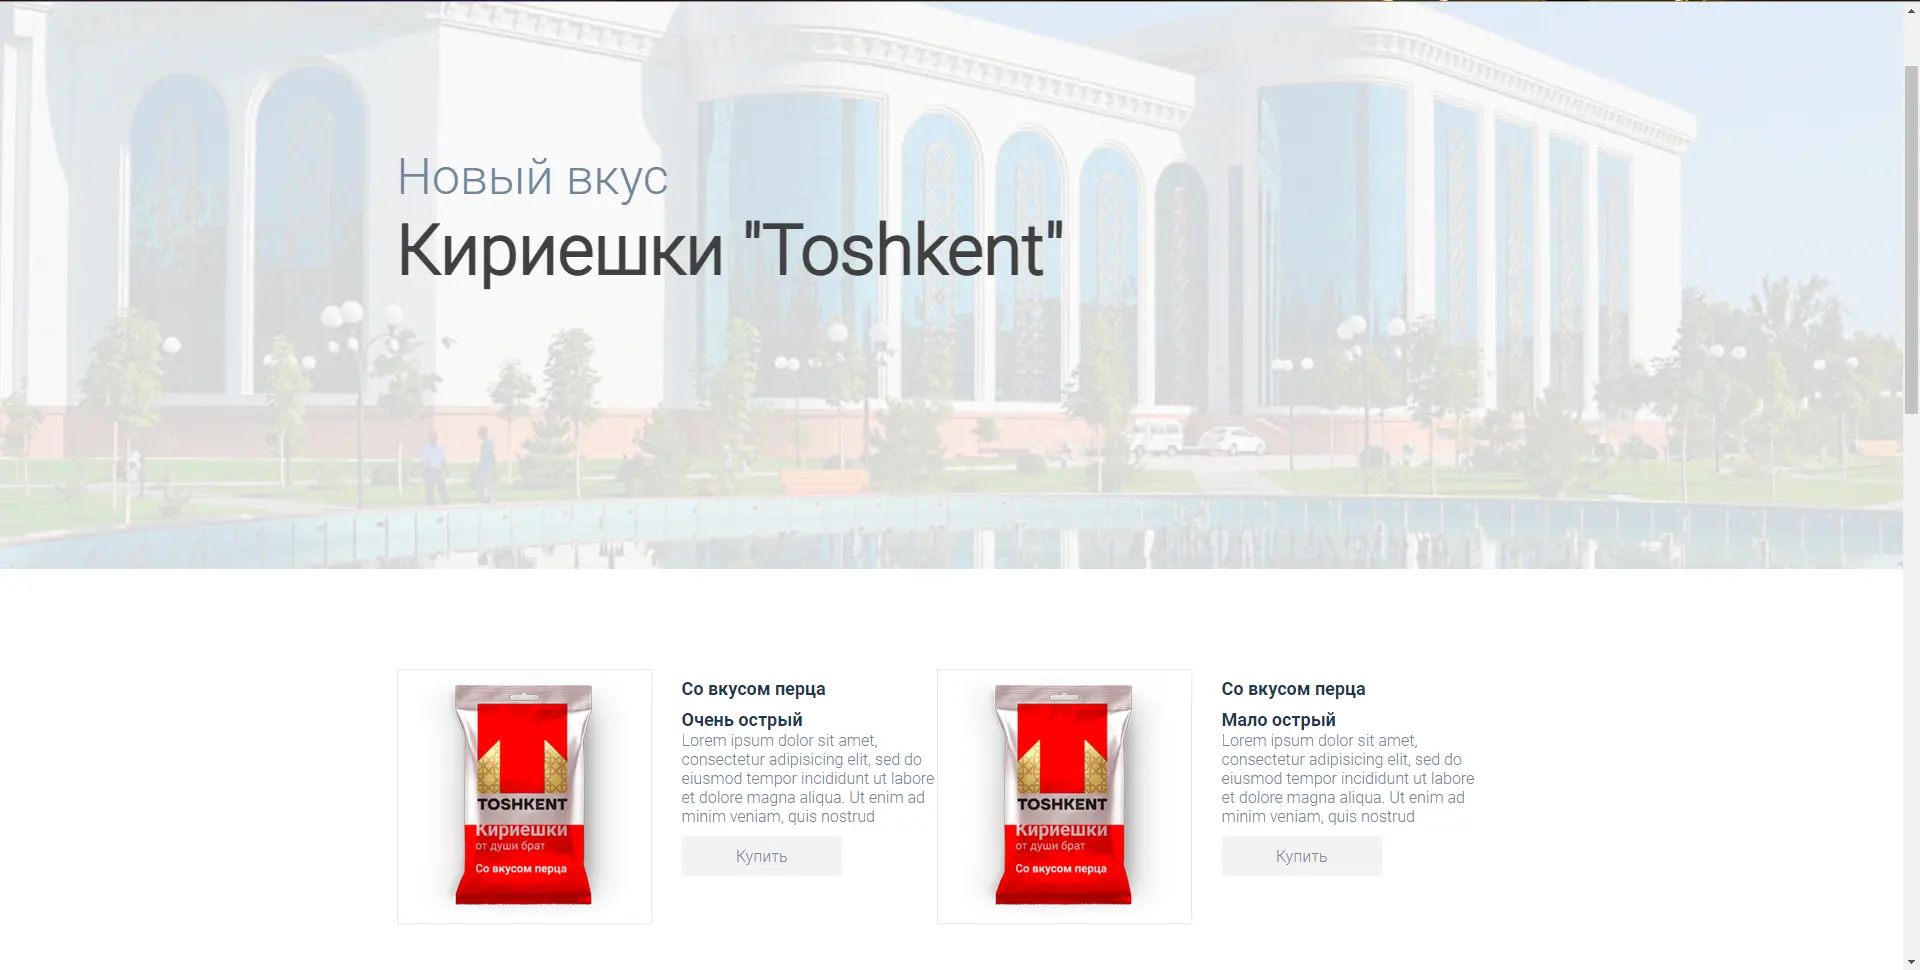 Новый вкус
Кириешки "Toshkent"
TOSHKENT
Кириешки
от души брат
Со вкусом перца
Со вкусом перца
Очень острый
Lorem ipsum dolor sit amet,
consectetur adipisicing elit, sed do
eiusmod tempor incididunt ut labore
et dolore magna aliqua. Ut enim ad
minim veniam, quis nostrud
Купить
TOSHKENT
Кириешки
от души брат
Со вкусом перца
Со вкусом перца
Мало острый
Lorem ipsum dolor sit amet,
consectetur adipisicing elit, sed do
eiusmod tempor incididunt ut labore
et dolore magna aliqua. Ut enim ad
minim veniam, quis nostrud
Купить